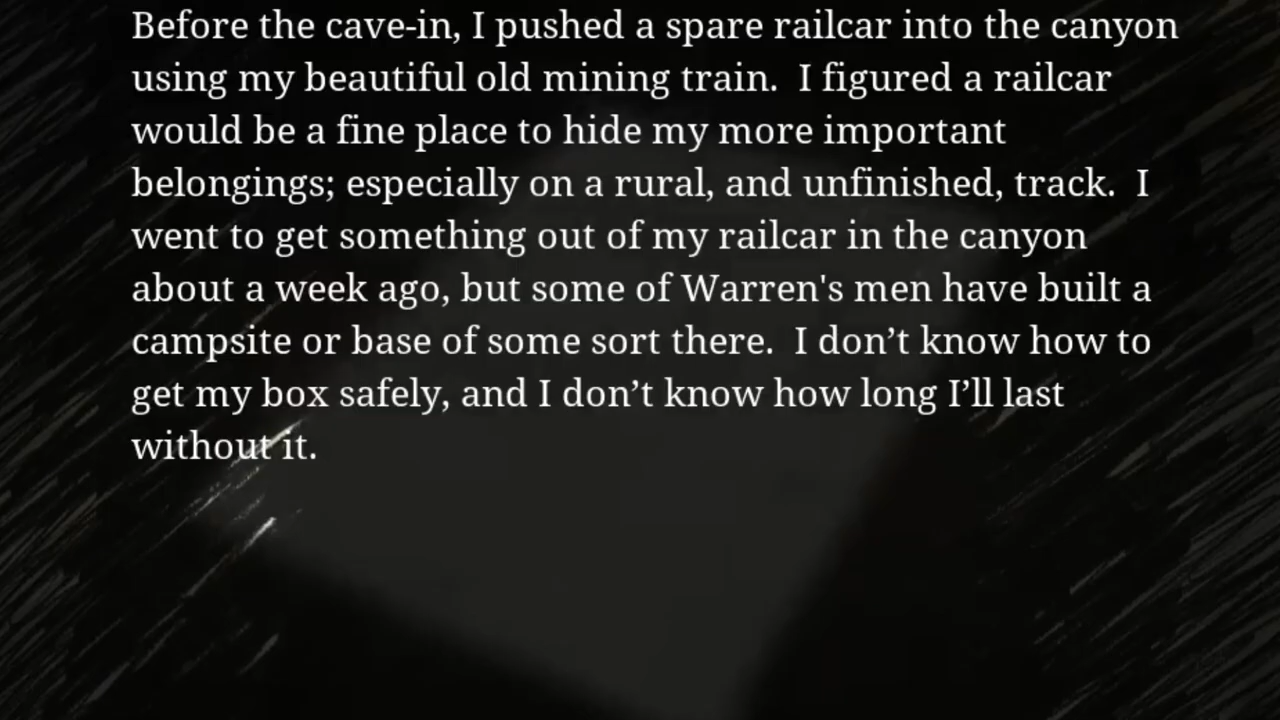 Before the cave-in, I pushed a spare railcar into the canyon
using my beautiful old mining train.  I figured a railcar
would be a fine place to hide my more important
belongings; especially on a rural, and unfinished, track.  I
went to get something out of my railcar in the canyon
about a week ago, but some of Warren's men have built a
campsite or base of some sort there.  I don’t know how to
get my box safely, and I don’t know how long I’ll last
without it.